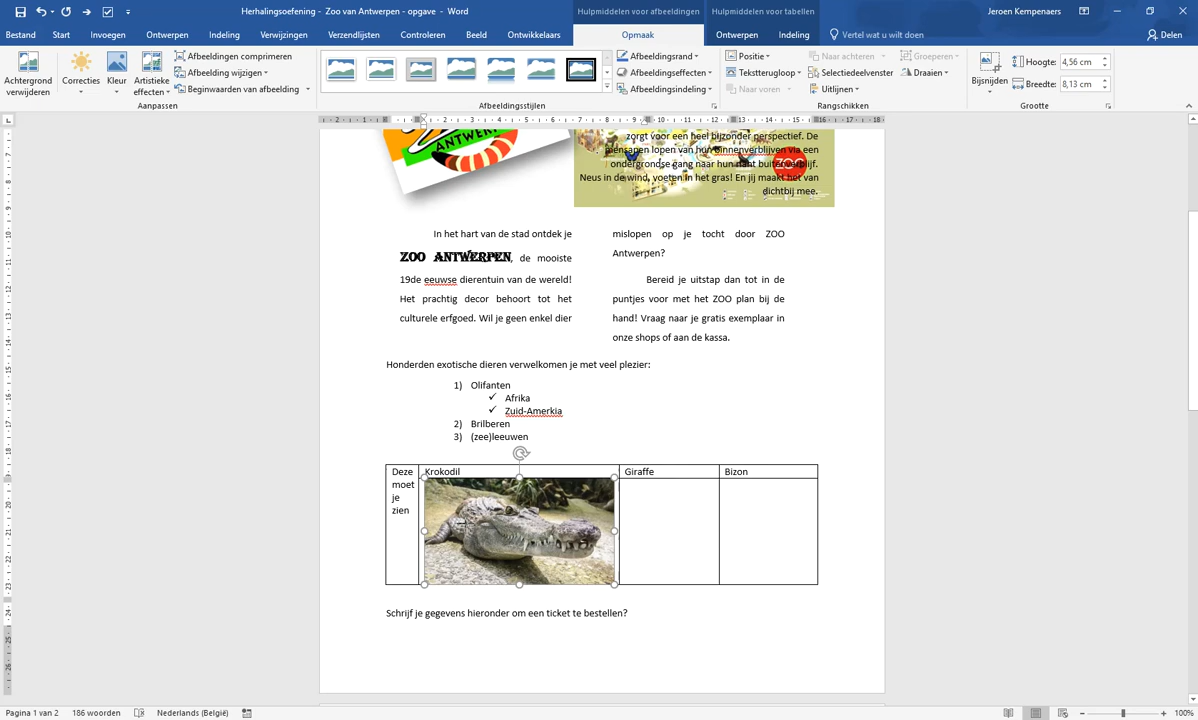 Herhalingsoefening - Zoo van Antwerpen - opgave - Word
Hulpmiddelen voor afbeeldingen
Hulpmiddelen voor tabellen
Jeroen Kempenaers
Bestand Start Invoegen Ontwerpen Indeling Verwijzingen Verzendlijsten Controleren Beeld Ontwikkelaars Opmaak Ontwerpen Indeling Vertel wat u wilt doen Delen
Achtergrond verwijderen
Correcties
Kleur
Artistieke effecten
Afbeeldingen comprimeren
Afbeelding wijzigen
Beginwaarden van afbeelding
Aanpassen
Afbeeldingsstijlen
Afbeeldingsrand
Afbeeldingseffecten
Afbeeldingsindeling
Positie
Tekstterugloop
Naar voren
Naar achteren
Selectiedeelvenster
Uitlijnen
Groeperen
Draaien
Rangschikken
Bijsnijden
Hoogte: 4,56 cm
Breedte: 8,13 cm
Grootte
ANTWERP
zorgt voor een heel bijzonder perspectief. De
mensapen lopen van hun binnenverblijven via een
ondergrondse gang naar hun buitenverblijf.
Neus in de wind, voeten in het gras! En jij maakt het van
dichtbij mee.
In het hart van de stad ontdek je
ZOO ANTWERPEN, de mooiste
19de eeuwse dierentuin van de wereld!
Het prachtig decor behoort tot het
culturele erfgoed. Wil je geen enkel dier
mislopen op je tocht door ZOO
Antwerpen?
Bereid je uitstap dan tot in de
puntjes voor met het ZOO plan bij de
hand! Vraag naar je gratis exemplaar in
onze shops of aan de kassa.
Honderden exotische dieren verwelkomen je met veel plezier:
1) Olifanten
✓ Afrika
✓ Zuid-Amerkia
2) Brilberen
3) (zee)leeuwen
Deze
moet
je
zien
Krokodil
Giraffe
Bizon
Schrijf je gegevens hieronder om een ticket te bestellen?
Pagina 1 van 2 186 woorden Nederlands (België) 100%